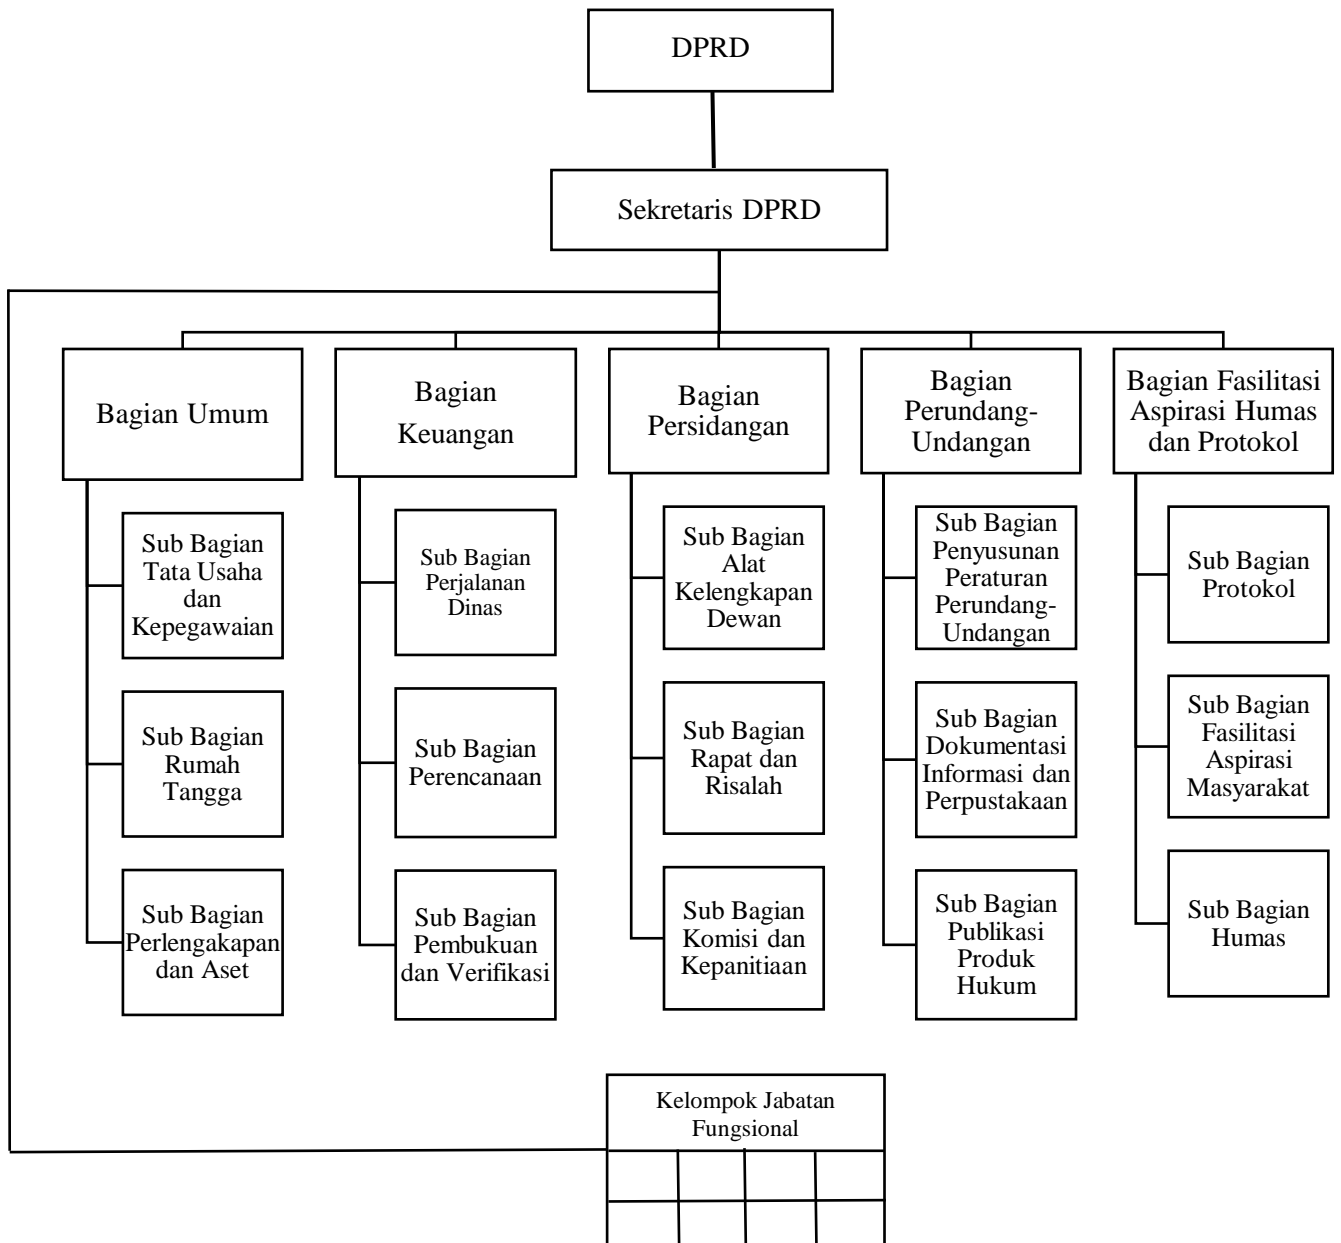 DPRD
Sekretaris DPRD
Bagian Umum
Bagian
Keuangan
Bagian
Persidangan
Bagian
Perundang-
Undangan
Bagian Fasilitasi
Aspirasi Humas
dan Protokol
Sub Bagian
Tata Usaha
dan
Kepegawaian
Sub Bagian
Rumah
Tangga
Sub Bagian
Perlengakapan
dan Aset
Sub Bagian
Perjalanan
Dinas
Sub Bagian
Perencanaan
Sub Bagian
Pembukuan
dan Verifikasi
Sub Bagian
Alat
Kelengkapan
Dewan
Sub Bagian
Rapat dan
Risalah
Sub Bagian
Komisi dan
Kepanitiaan
Sub Bagian
Penyusunan
Peraturan
Perundang-
Undangan
Sub Bagian
Dokumentasi
Informasi dan
Perpustakaan
Sub Bagian
Publikasi
Produk
Hukum
Sub Bagian
Protokol
Sub Bagian
Fasilitasi
Aspirasi
Masyarakat
Sub Bagian
Humas
Kelompok Jabatan
Fungsional